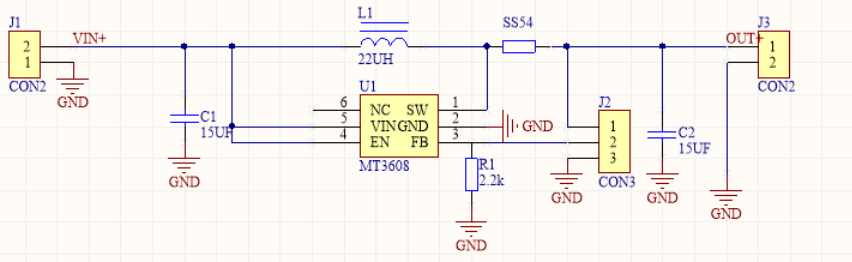 J1
2
1
CON2
VIN+
GND
C1
15UF
GND
L1
22UH
U1
6 NC SW 1
5 VIN GND 2
4 EN FB 3
MT3608
GND
R1
2.2k
GND
SS54
J2
1
2
3
CON3
GND
C2
15UF
GND
OUT+
J3
1
2
CON2
GND